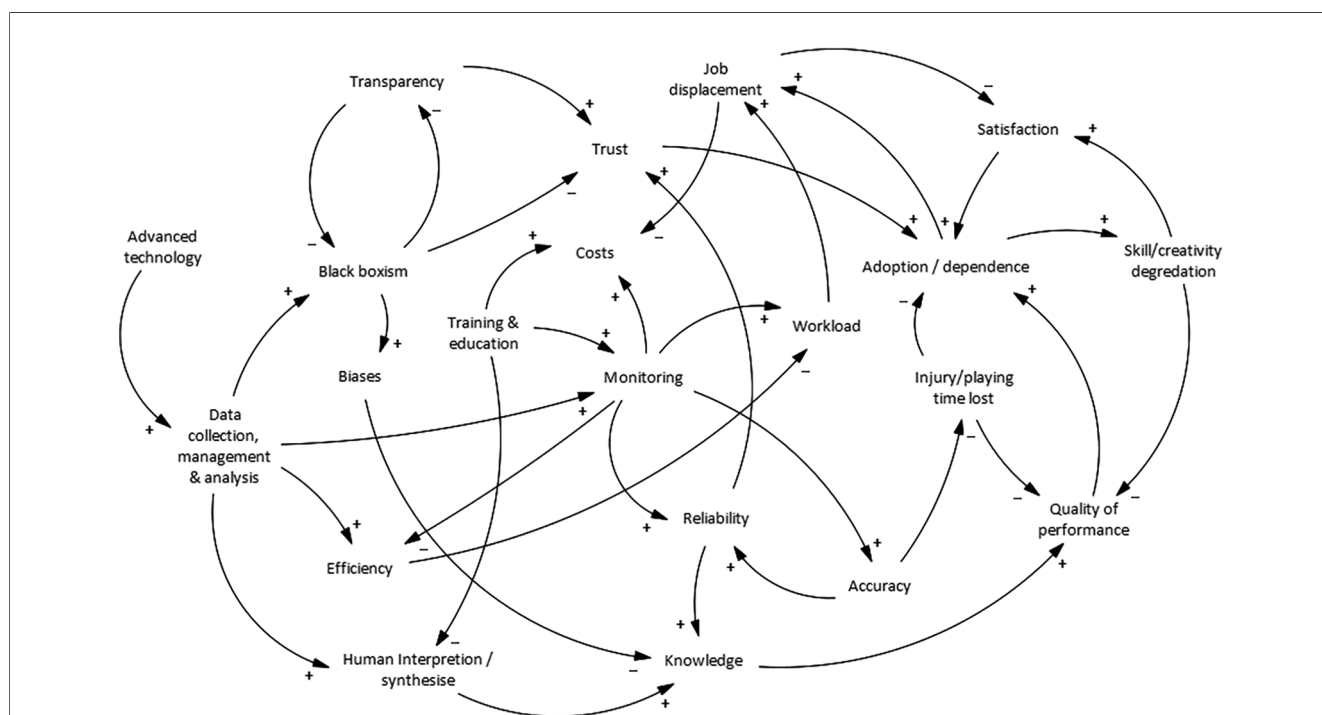 Transparency
Job
displacement
Satisfaction
Trust
Advanced
technology
Black boxism
Costs
Adoption / dependence
Skill/creativity
degredation
Training &
education
Workload
Biases
Monitoring
Injury/playing
time lost
Data
collection,
management
& analysis
Reliability
Quality of
performance
Efficiency
Accuracy
Human Interpretion /
synthesise
Knowledge